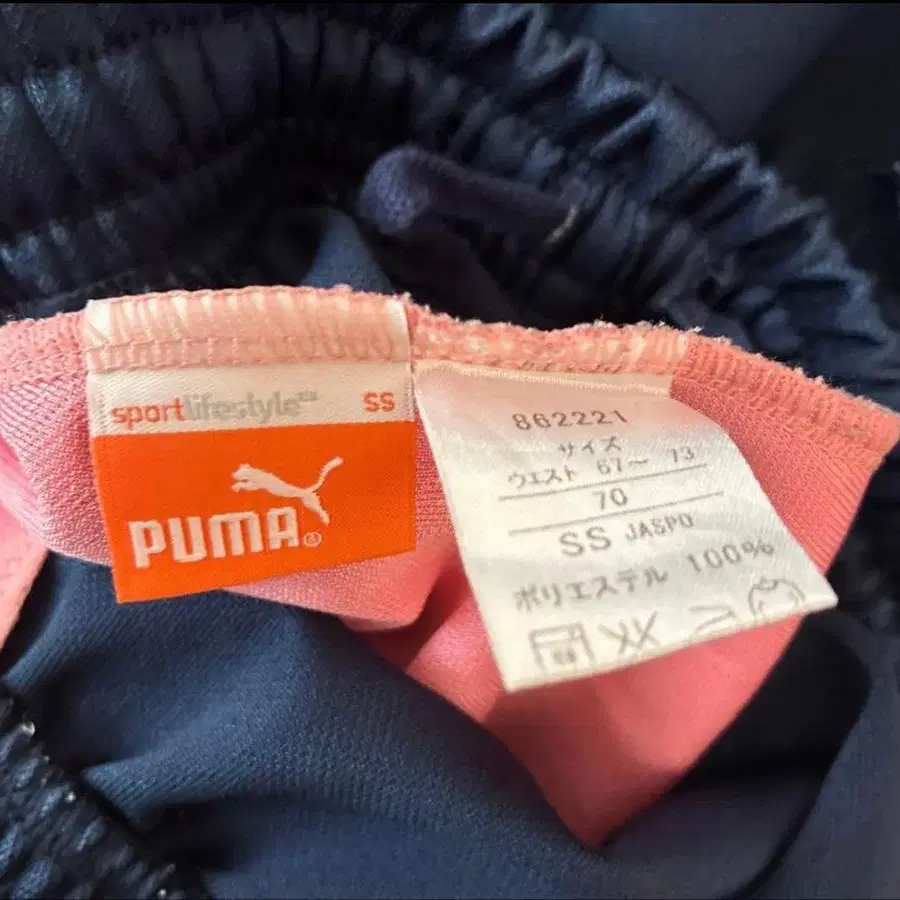 sportlifestyle SS
PUMA
862221
サイズ
ウエスト 67〜 73
70
SS JASPO
ポリエステル 100%